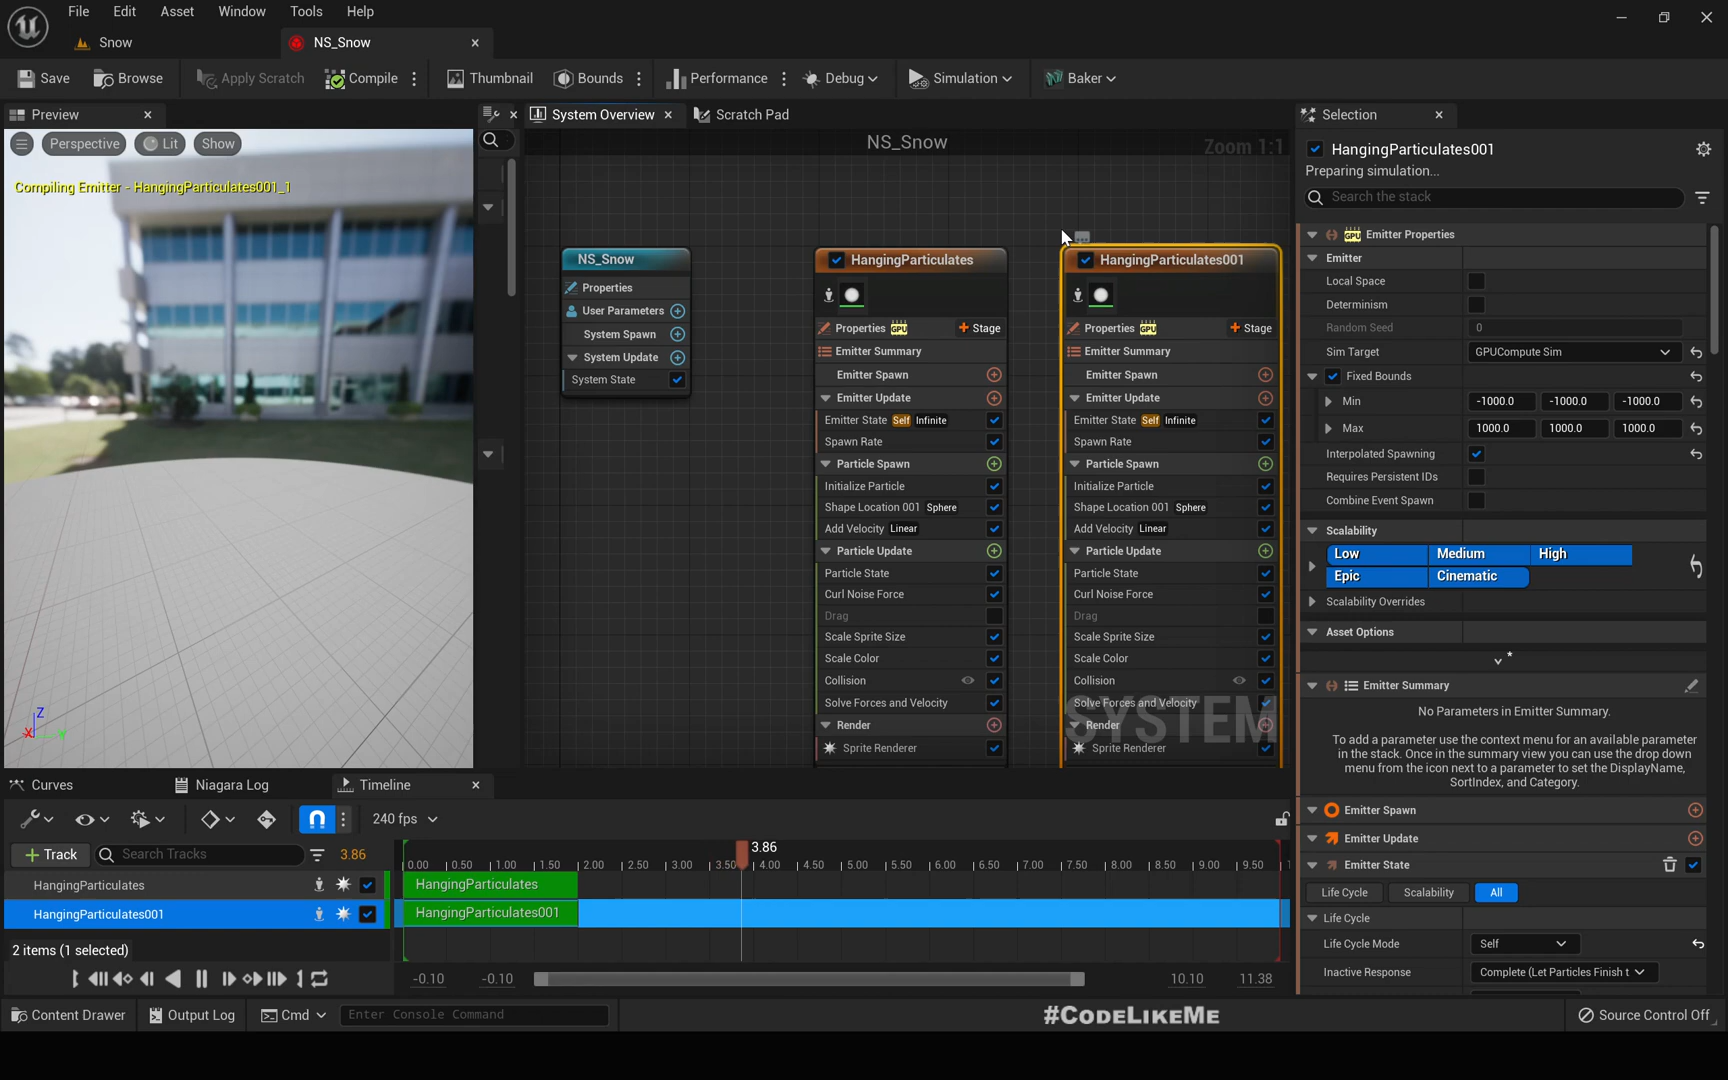 File Edit Asset Window Tools Help
Snow NS_Snow
Save Browse Apply Scratch Compile Thumbnail Bounds Performance Debug Simulation Baker
Preview System Overview Scratch Pad Selection
Perspective Lit Show
NS_Snow Zoom 1:1
Compiling Emitter - HangingParticulates001_1
NS_Snow
Properties
User Parameters
System Spawn
System Update
System State
HangingParticulates
Properties GPU Stage
Emitter Summary
Emitter Spawn
Emitter Update
Emitter State Self Infinite
Spawn Rate
Particle Spawn
Initialize Particle
Shape Location 001 Sphere
Add Velocity Linear
Particle Update
Particle State
Curl Noise Force
Drag
Scale Sprite Size
Scale Color
Collision
Solve Forces and Velocity
Render
Sprite Renderer
HangingParticulates001
Properties GPU Stage
Emitter Summary
Emitter Spawn
Emitter Update
Emitter State Self Infinite
Spawn Rate
Particle Spawn
Initialize Particle
Shape Location 001 Sphere
Add Velocity Linear
Particle Update
Particle State
Curl Noise Force
Drag
Scale Sprite Size
Scale Color
Collision
Solve Forces and Velocity
Render
Sprite Renderer
SYSTEM
Z
X Y
HangingParticulates001
Preparing simulation...
Search the stack
GPU Emitter Properties
Emitter
Local Space
Determinism
Random Seed 0
Sim Target GPUCompute Sim
Fixed Bounds
Min -1000.0 -1000.0 -1000.0
Max 1000.0 1000.0 1000.0
Interpolated Spawning
Requires Persistent IDs
Combine Event Spawn
Scalability
Low Medium High
Epic Cinematic
Scalability Overrides
Asset Options
Emitter Summary
No Parameters in Emitter Summary.
To add a parameter use the context menu for an available parameter
in the stack. Once in the summary view you can use the drop down
menu from the icon next to a parameter to set the DisplayName,
SortIndex, and Category.
Emitter Spawn
Emitter Update
Emitter State
Life Cycle Scalability All
Life Cycle
Life Cycle Mode Self
Inactive Response Complete (Let Particles Finish t
Curves Niagara Log Timeline
240 fps
Track Search Tracks 3.86
3.86
0.00 0.50 1.00 1.50 2.00 2.50 3.00 3.50 4.00 4.50 5.00 5.50 6.00 6.50 7.00 7.50 8.00 8.50 9.00 9.50 1
HangingParticulates HangingParticulates
HangingParticulates001 HangingParticulates001
2 items (1 selected)
-0.10 -0.10 10.10 11.38
Content Drawer Output Log Cmd Enter Console Command #CODELIKEME Source Control Off